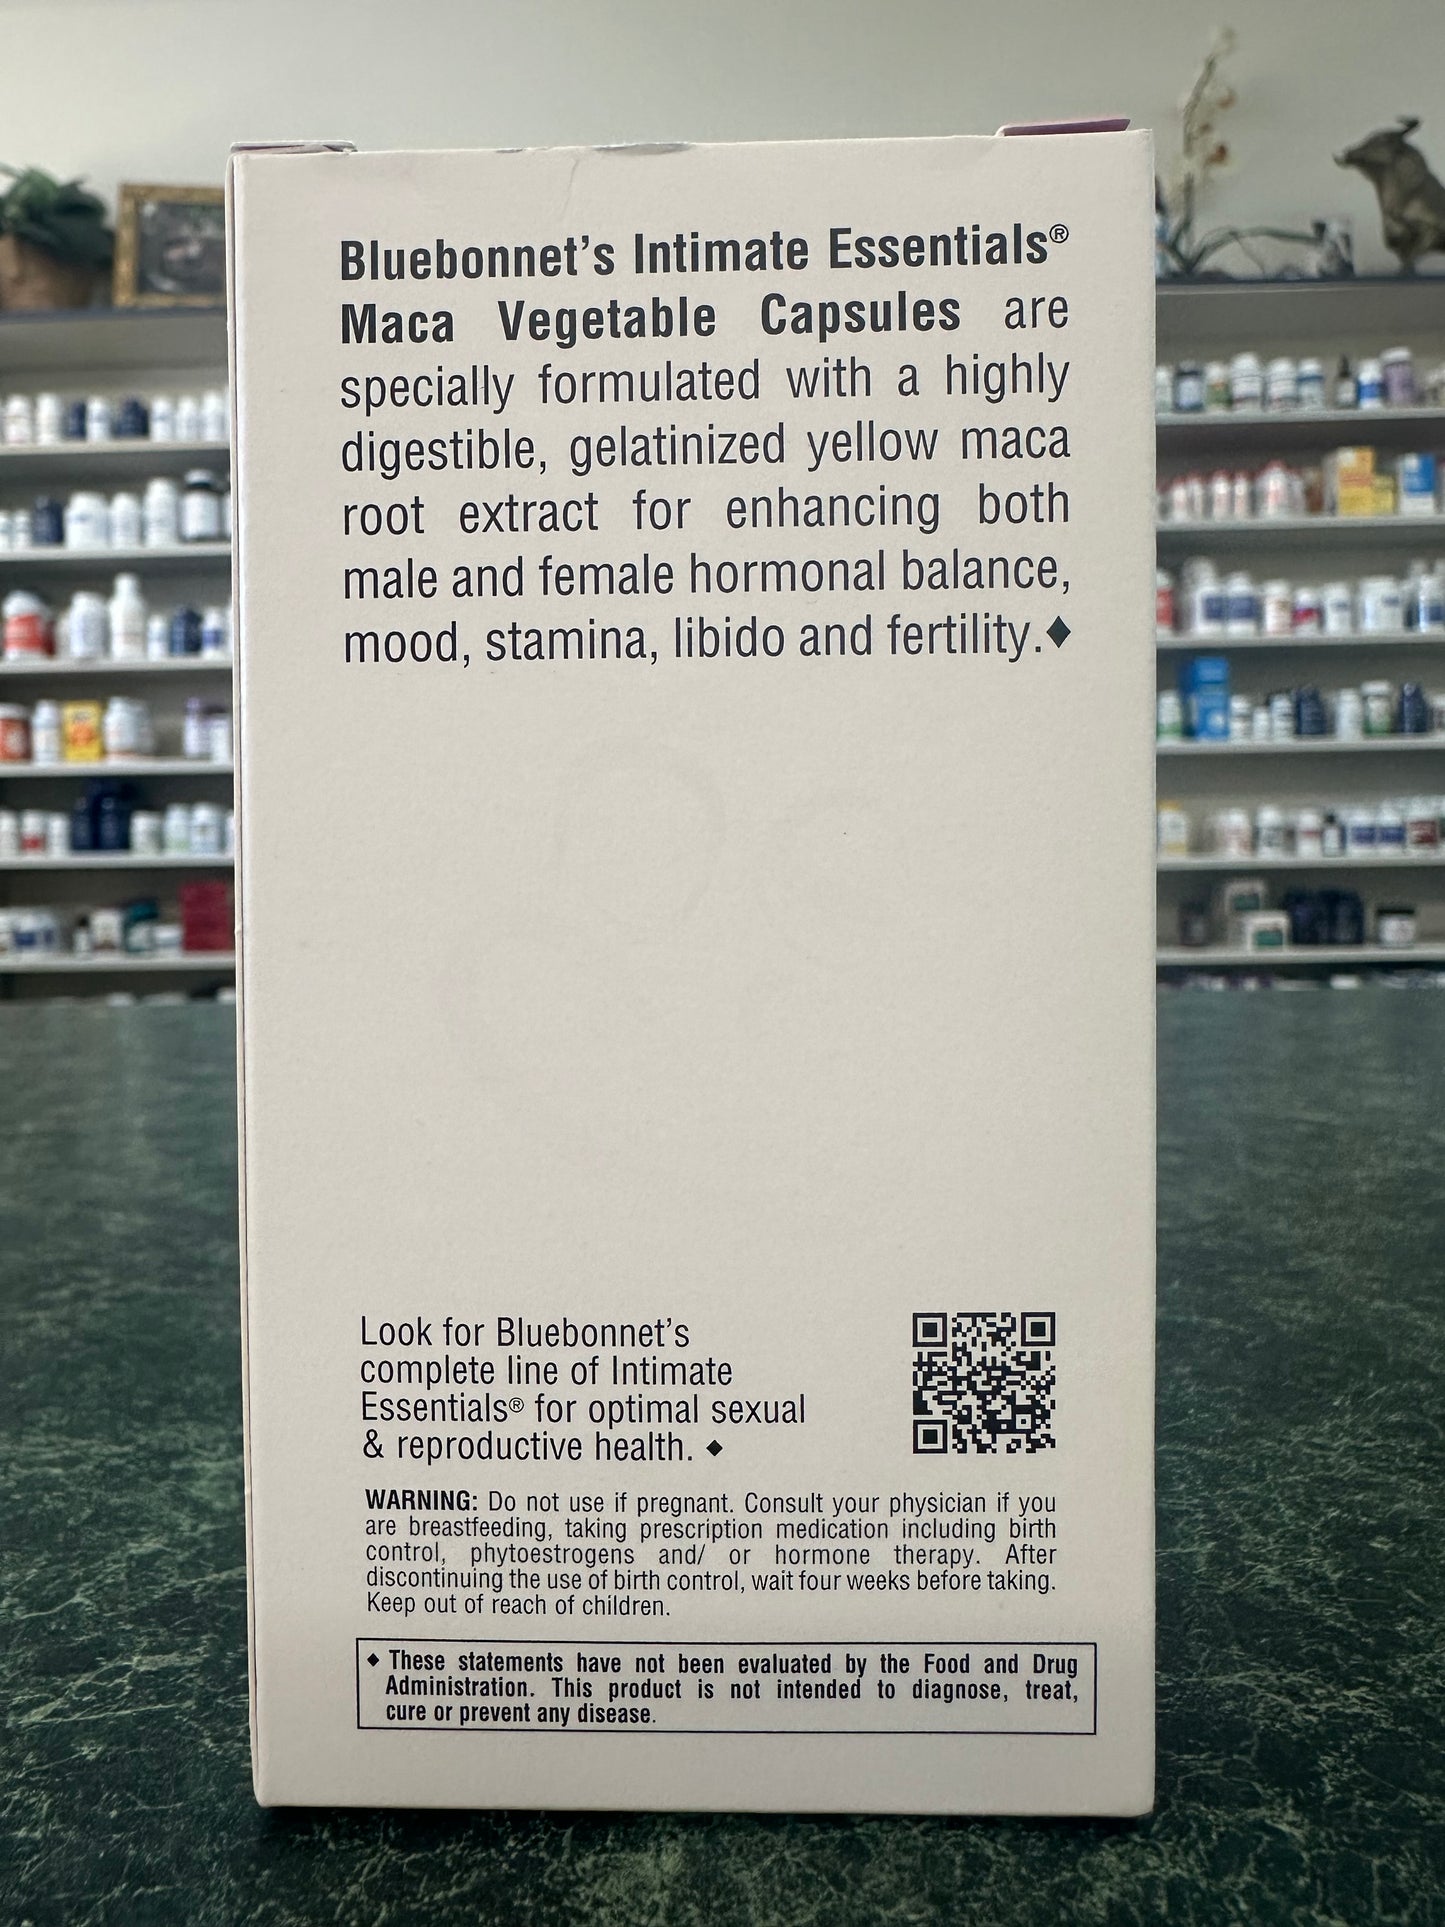 Bluebonnet's Intimate Essentials®
Maca Vegetable Capsules are
specially formulated with a highly
digestible, gelatinized yellow maca
root extract for enhancing both
male and female hormonal balance,
mood, stamina, libido and fertility.♦
Look for Bluebonnet's
complete line of Intimate
Essentials® for optimal sexual
& reproductive health. ♦
WARNING: Do not use if pregnant. Consult your physician if you
are breastfeeding, taking prescription medication including birth
control, phytoestrogens and/ or hormone therapy. After
discontinuing the use of birth control, wait four weeks before taking.
Keep out of reach of children.
♦ These statements have not been evaluated by the Food and Drug
Administration. This product is not intended to diagnose, treat,
cure or prevent any disease.